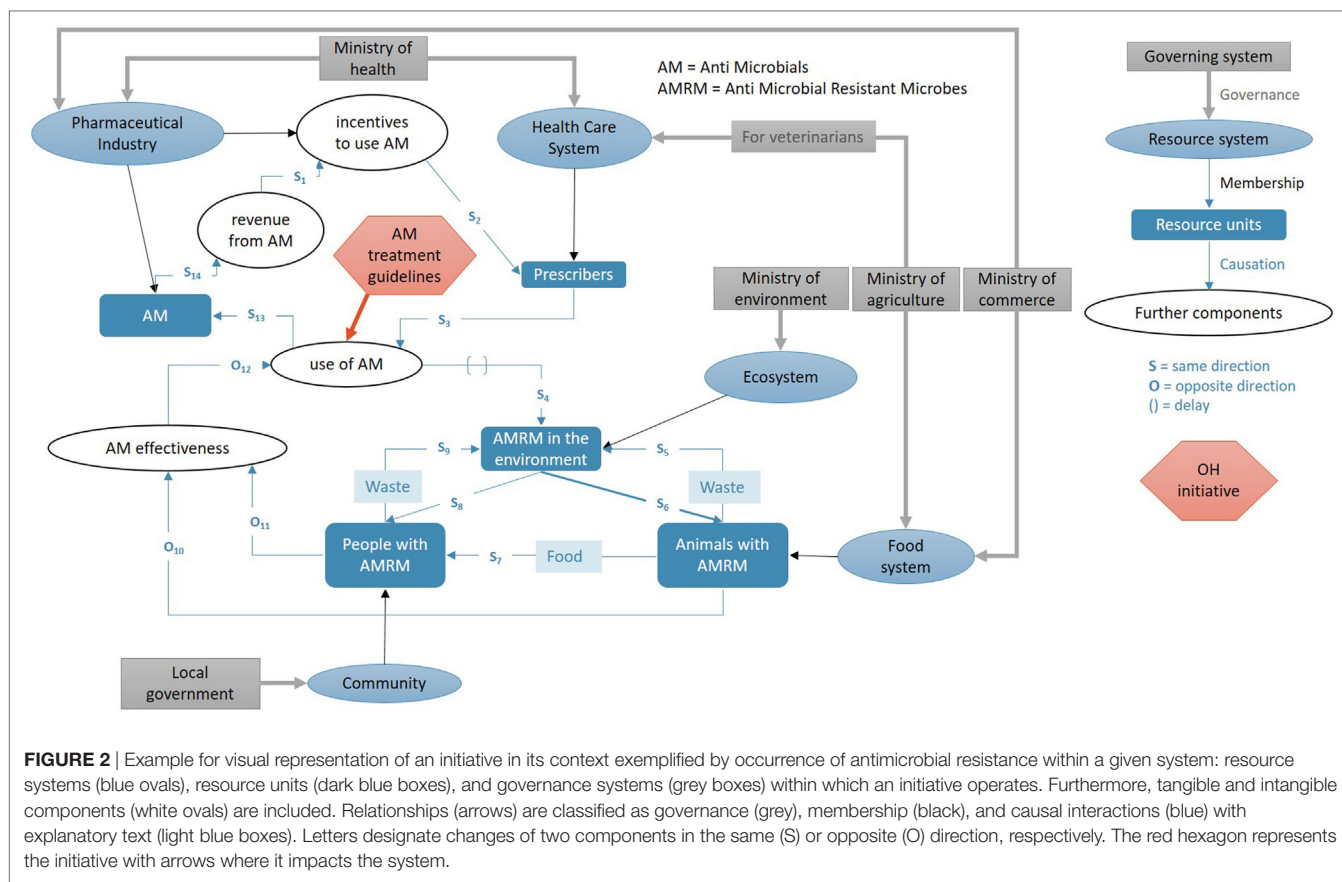 Ministry of
health
AM = Anti Microbials
AMRM = Anti Microbial Resistant Microbes
Governing system
Governance
Pharmaceutical
Industry
incentives
to use AM
Health Care
System
For veterinarians
Resource system
Membership
S1
revenue
from AM
S2
AM
treatment
guidelines
Resource units
S14
Prescribers
Ministry of
environment
Ministry of
agriculture
Ministry of
commerce
Causation
AM
S13
S3
Further components
use of AM
( )
O12
Ecosystem
S = same direction
O = opposite direction
() = delay
S4
AM effectiveness
AMRM in the
environment
S9
S5
Waste
Waste
S8
S6
OH
initiative
O11
O10
People with
AMRM
S7
Food
Animals with
AMRM
Food
system
Local
government
Community
FIGURE 2 | Example for visual representation of an initiative in its context exemplified by occurrence of antimicrobial resistance within a given system: resource
systems (blue ovals), resource units (dark blue boxes), and governance systems (grey boxes) within which an initiative operates. Furthermore, tangible and intangible
components (white ovals) are included. Relationships (arrows) are classified as governance (grey), membership (black), and causal interactions (blue) with
explanatory text (light blue boxes). Letters designate changes of two components in the same (S) or opposite (O) direction, respectively. The red hexagon represents
the initiative with arrows where it impacts the system.